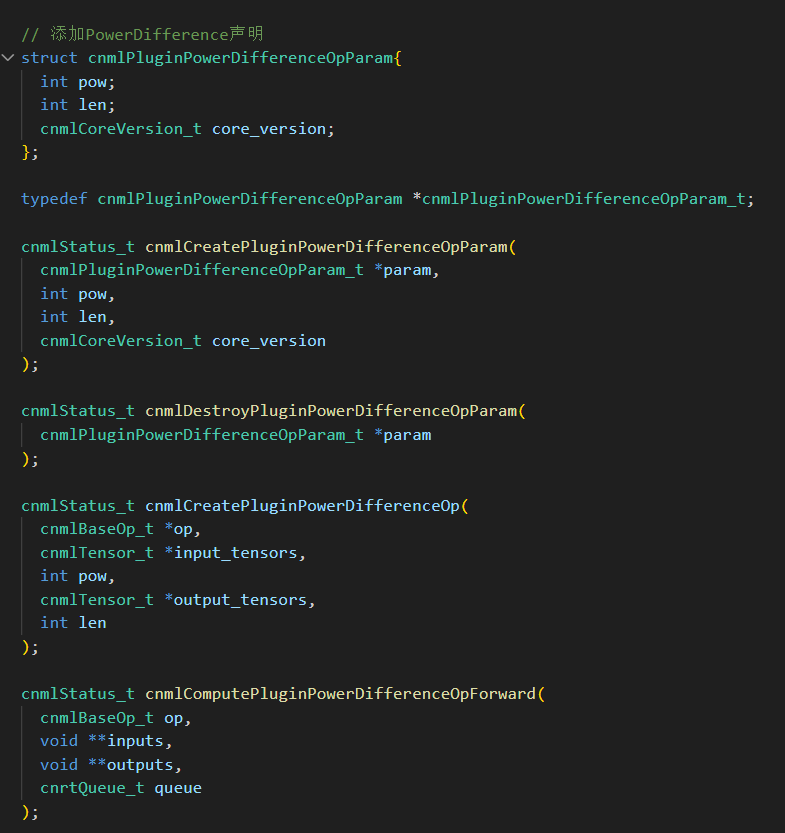 // 添加PowerDifference声明
struct cnmlPluginPowerDifferenceOpParam{
  int pow;
  int len;
  cnmlCoreVersion_t core_version;
};
typedef cnmlPluginPowerDifferenceOpParam *cnmlPluginPowerDifferenceOpParam_t;
cnmlStatus_t cnmlCreatePluginPowerDifferenceOpParam(
  cnmlPluginPowerDifferenceOpParam_t *param,
  int pow,
  int len,
  cnmlCoreVersion_t core_version
);
cnmlStatus_t cnmlDestroyPluginPowerDifferenceOpParam(
  cnmlPluginPowerDifferenceOpParam_t *param
);
cnmlStatus_t cnmlCreatePluginPowerDifferenceOp(
  cnmlBaseOp_t *op,
  cnmlTensor_t *input_tensors,
  int pow,
  cnmlTensor_t *output_tensors,
  int len
);
cnmlStatus_t cnmlComputePluginPowerDifferenceOpForward(
  cnmlBaseOp_t op,
  void **inputs,
  void **outputs,
  cnrtQueue_t queue
);